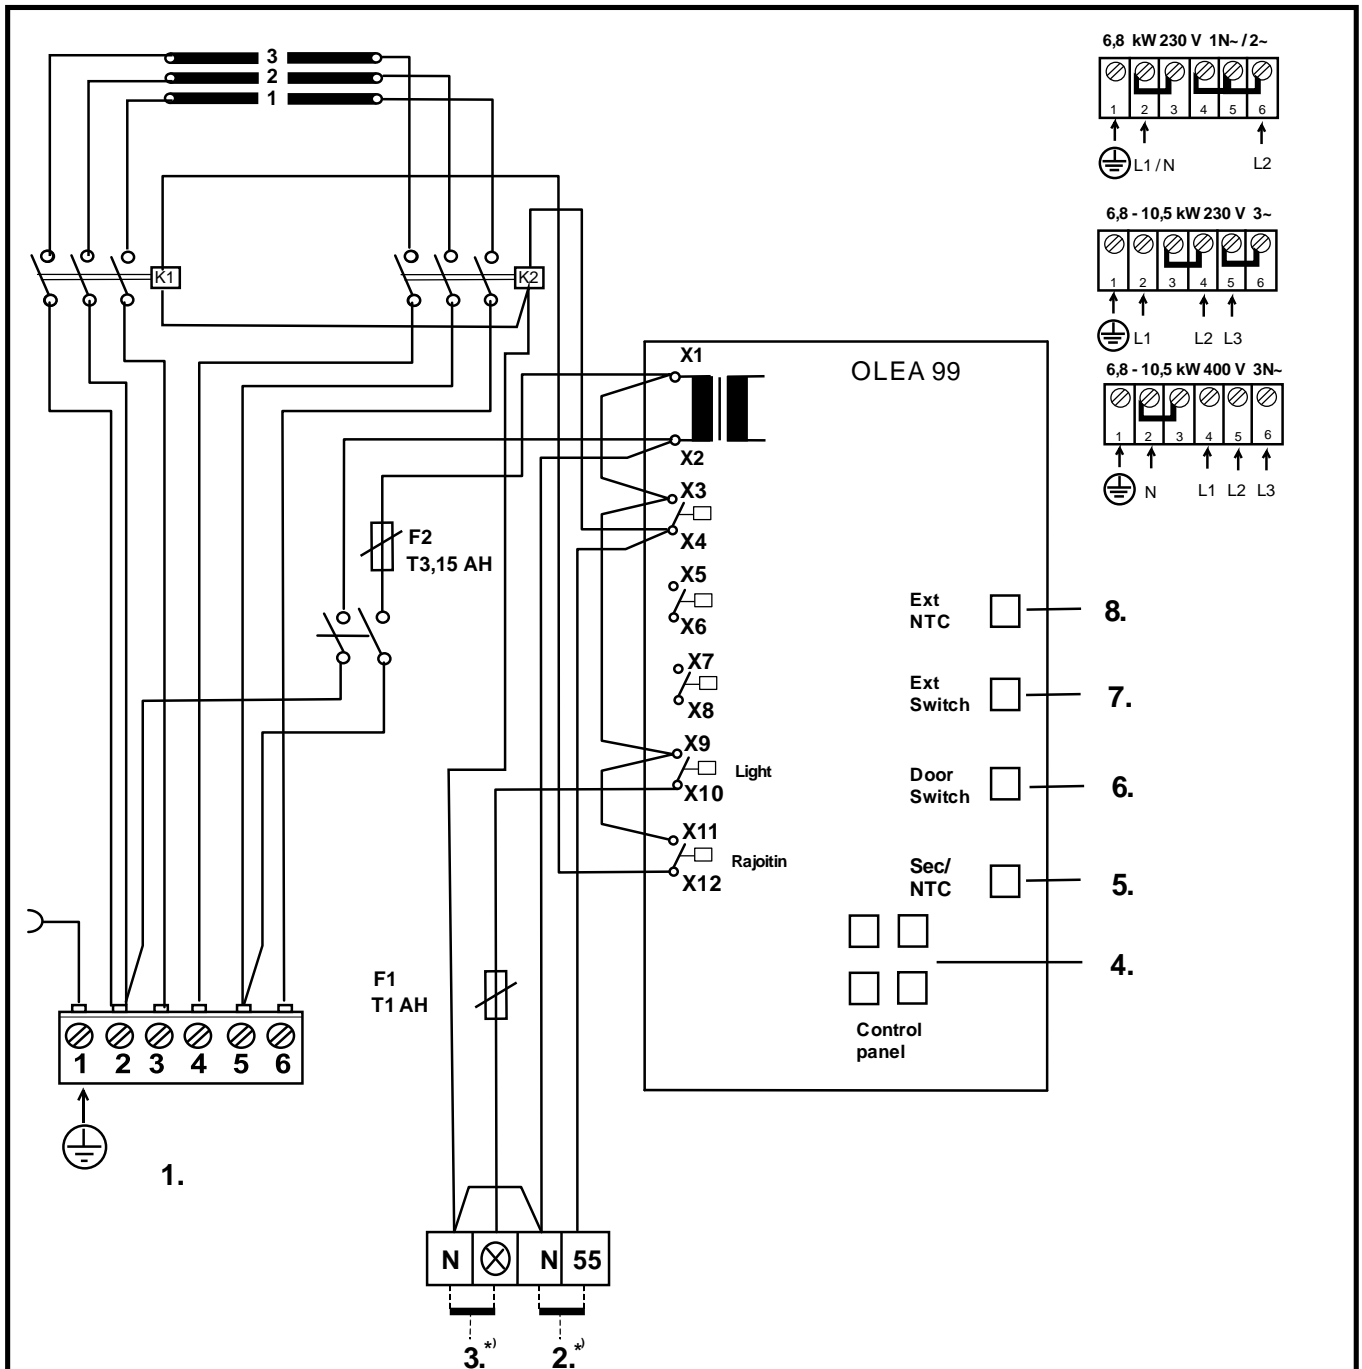 3
2
1
K1
K2
6,8 kW 230 V 1N~ / 2~
1 2 3 4 5 6
L1 / N L2
6,8 - 10,5 kW 230 V 3~
1 2 3 4 5 6
L1 L2 L3
6,8 - 10,5 kW 400 V 3N~
1 2 3 4 5 6
N L1 L2 L3
OLEA 99
X1
X2
X3
X4
X5
X6
X7
X8
X9
Light
X10
X11
Rajoitin
X12
F2
T3,15 AH
Ext
NTC
8.
Ext
Switch
7.
Door
Switch
6.
Sec/
NTC
5.
4.
Control
panel
F1
T1 AH
1 2 3 4 5 6
1.
N N 55
3.*) 2.*)